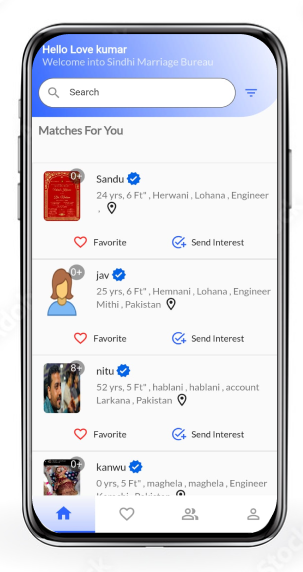 Hello Love kumar
Welcome into Sindhi Marriage Bureau
Search
Matches For You
0+
Sandu
24 yrs, 6 Ft" , Herwani , Lohana , Engineer
,
Favorite Send Interest
0+
jav
25 yrs, 6 Ft" , Hemnani , Lohana , Engineer
Mithi , Pakistan
Favorite Send Interest
8+
nitu
52 yrs, 5 Ft" , hablani , hablani , account
Larkana , Pakistan
Favorite Send Interest
0+
kanwu
0 yrs, 5 Ft" , maghela , maghela , Engineer
Karachi , Pakistan